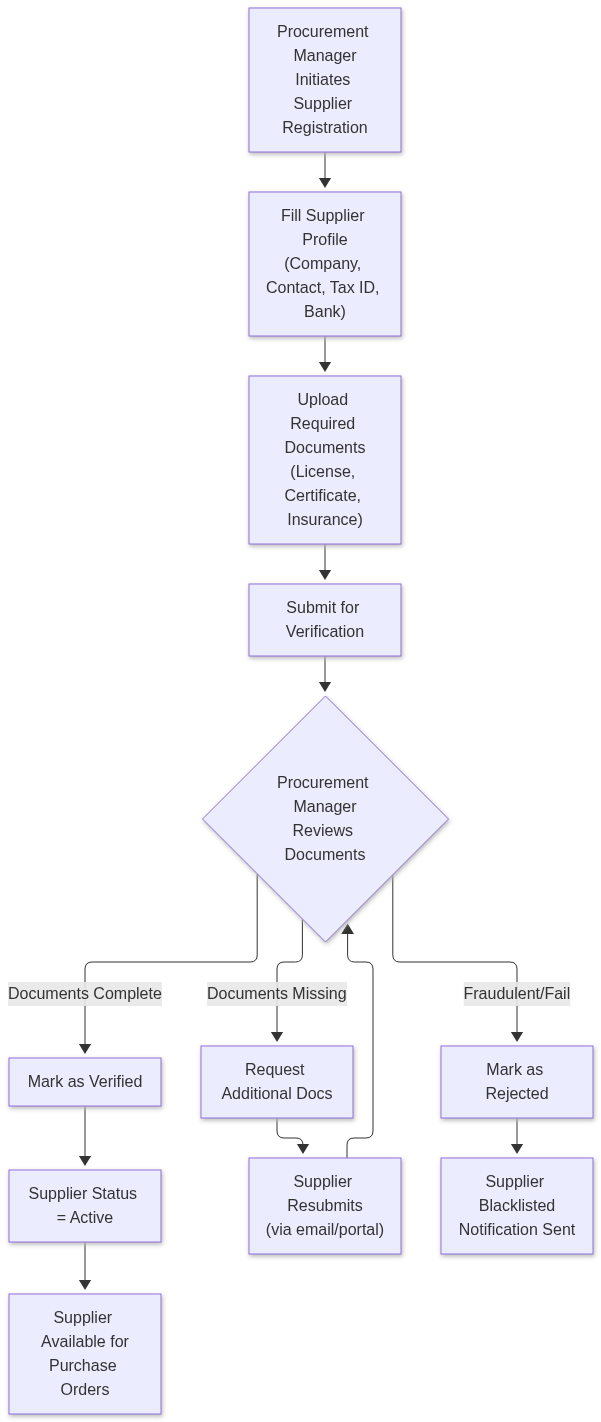 Procurement
Manager
Initiates
Supplier
Registration
Fill Supplier
Profile
(Company,
Contact, Tax ID,
Bank)
Upload
Required
Documents
(License,
Certificate,
Insurance)
Submit for
Verification
Procurement
Manager
Reviews
Documents
Documents Complete
Documents Missing
Fraudulent/Fail
Mark as Verified
Request
Additional Docs
Mark as
Rejected
Supplier Status
= Active
Supplier
Resubmits
(via email/portal)
Supplier
Blacklisted
Notification Sent
Supplier
Available for
Purchase
Orders